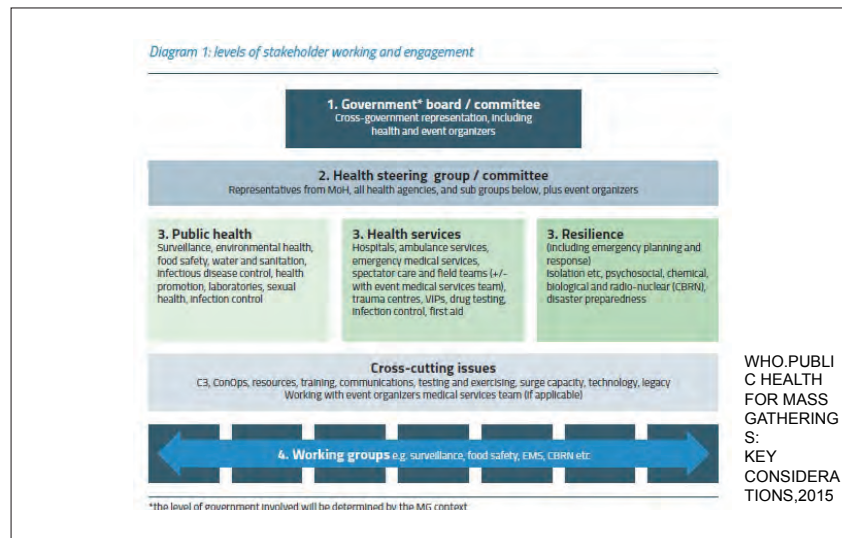 Diagram 1: levels of stakeholder working and engagement
1. Government* board / committee
Cross-government representation, including
health and event organizers
2. Health steering group / committee
Representatives from MoH, all health agencies, and sub groups below, plus event organizers
3. Public health
Surveillance, environmental health,
food safety, water and sanitation,
infectious disease control, health
promotion, laboratories, sexual
health, infection control
3. Health services
Hospitals, ambulance services,
emergency medical services,
spectator care and field teams (+/-
with event medical services team),
trauma centres, VIPs, drug testing,
infection control, first aid
3. Resilience
(including emergency planning and
response)
Isolation etc, psychosocial, chemical,
biological and radio-nuclear (CBRN),
disaster preparedness
Cross-cutting issues
C3, ConOps, resources, training, communications, testing and exercising, surge capacity, technology, legacy
Working with event organizers medical services team (if applicable)
4. Working groups e.g. surveillance, food safety, EMS, CBRN etc
*the level of government involved will be determined by the MG context
WHO.PUBLI
C HEALTH
FOR MASS
GATHERING
S:
KEY
CONSIDERA
TIONS,2015